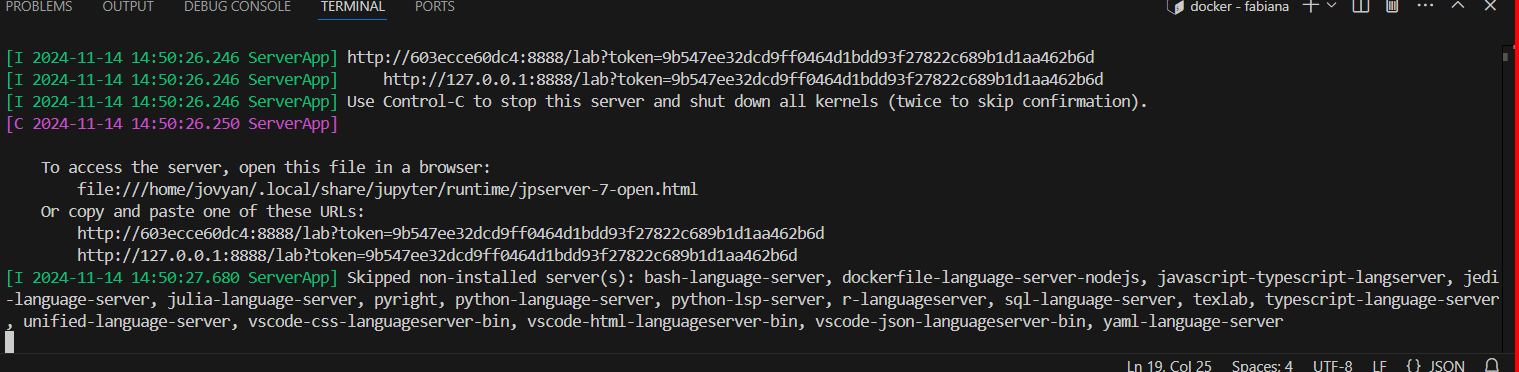 PROBLEMS OUTPUT DEBUG CONSOLE TERMINAL PORTS docker - fabiana
[I 2024-11-14 14:50:26.246 ServerApp] http://603ecce60dc4:8888/lab?token=9b547ee32dcd9ff0464d1bdd93f27822c689b1d1aa462b6d
[I 2024-11-14 14:50:26.246 ServerApp]     http://127.0.0.1:8888/lab?token=9b547ee32dcd9ff0464d1bdd93f27822c689b1d1aa462b6d
[I 2024-11-14 14:50:26.246 ServerApp] Use Control-C to stop this server and shut down all kernels (twice to skip confirmation).
[C 2024-11-14 14:50:26.250 ServerApp]
To access the server, open this file in a browser:
file:///home/jovyan/.local/share/jupyter/runtime/jpserver-7-open.html
Or copy and paste one of these URLs:
http://603ecce60dc4:8888/lab?token=9b547ee32dcd9ff0464d1bdd93f27822c689b1d1aa462b6d
http://127.0.0.1:8888/lab?token=9b547ee32dcd9ff0464d1bdd93f27822c689b1d1aa462b6d
[I 2024-11-14 14:50:27.680 ServerApp] Skipped non-installed server(s): bash-language-server, dockerfile-language-server-nodejs, javascript-typescript-langserver, jedi
-language-server, julia-language-server, pyright, python-language-server, python-lsp-server, r-languageserver, sql-language-server, texlab, typescript-language-server
, unified-language-server, vscode-css-languageserver-bin, vscode-html-languageserver-bin, vscode-json-languageserver-bin, yaml-language-server
Ln 19, Col 25 Spaces: 4 UTF-8 LF {} JSON